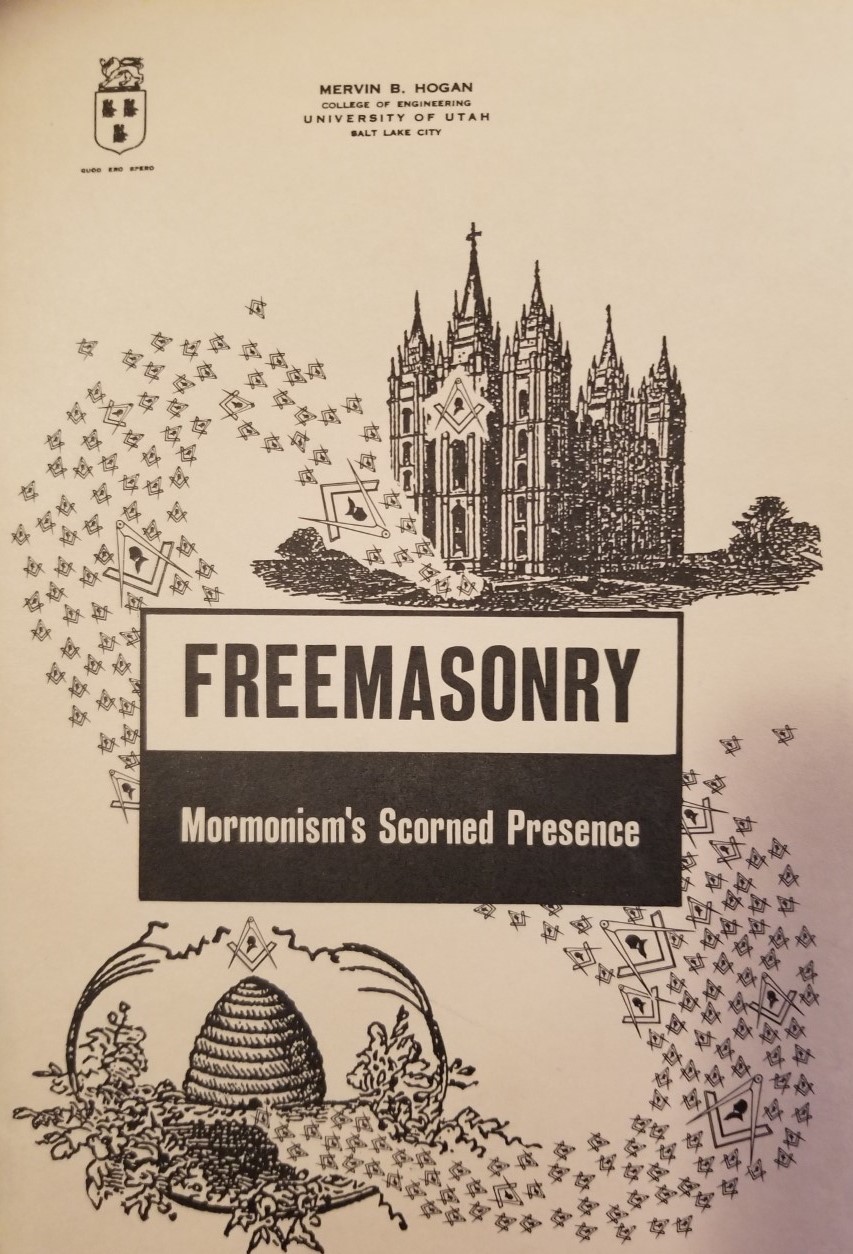 MERVIN B. HOGAN
COLLEGE OF ENGINEERING
UNIVERSITY OF UTAH
SALT LAKE CITY
QUOD ERO SPERO
FREEMASONRY
Mormonism's Scorned Presence